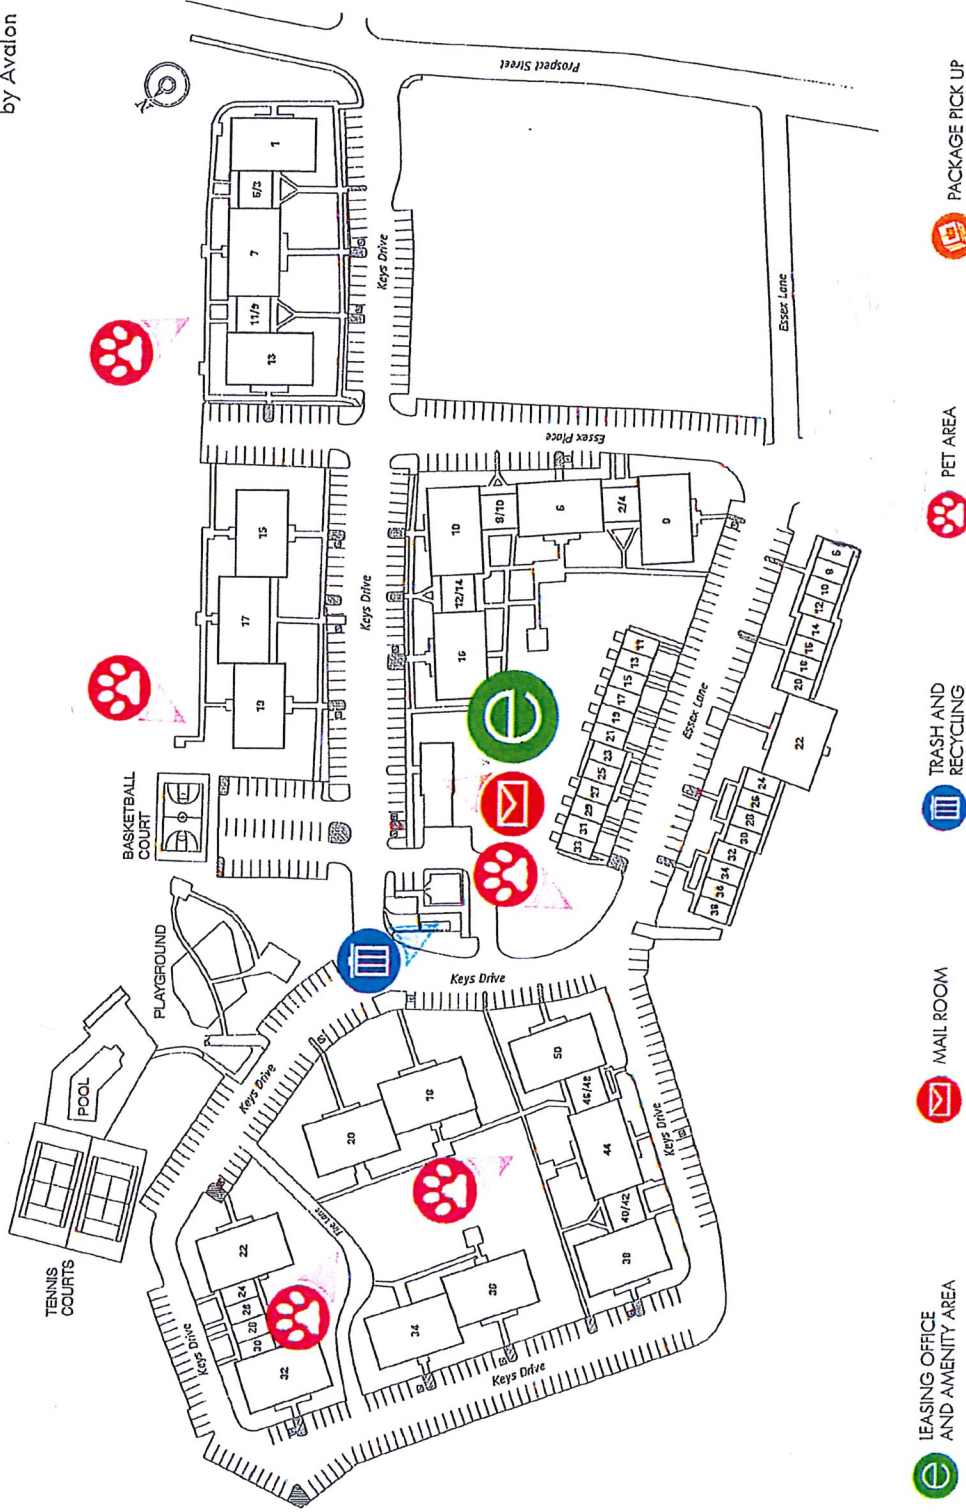 by Avalon
Prospect Street
1
5/3
7
11/9
13
Keys Drive
Essex Lane
Essex Place
15
17
19
Keys Drive
10
8/10
6
2/4
9
12/14
16
e
BASKETBALL
COURT
PLAYGROUND
POOL
TENNIS
COURTS
11
13
15
17
19
21
23
25
27
29
31
33
Essex Lane
6
8
10
12
14
16
18
20
22
24
26
28
30
32
34
36
38
Keys Drive
Keys Drive
20
18
50
46/48
44
40/42
38
Keys Drive
Fire Lane
22
24
26
28
30
32
Keys Drive
34
36
Keys Drive
e LEASING OFFICE
AND AMENITY AREA
MAIL ROOM
TRASH AND
RECYCLING
PET AREA
PACKAGE PICK UP